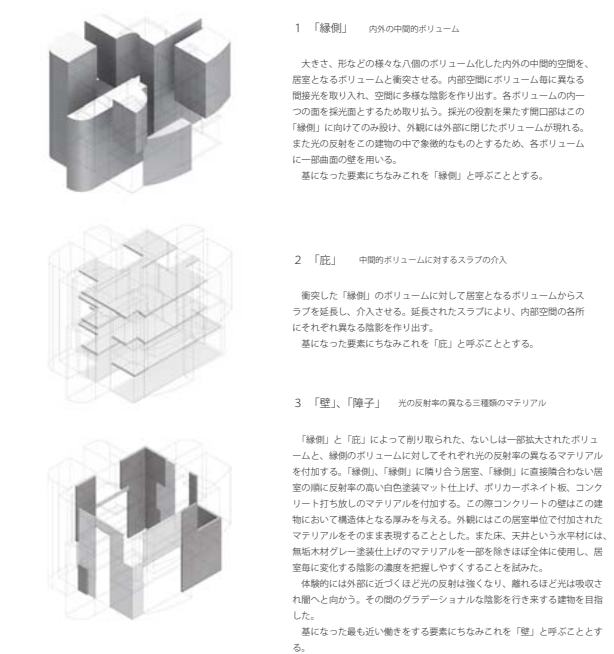 1 「縁側」 内外の中間的ボリューム
大きさ、形などの様々な八個のボリューム化した内外の中間的空間を、
居室となるボリュームと衝突させる。内部空間にボリューム毎に異なる
間接光を取り入れ、空間に多様な陰影を作り出す。各ボリュームの内一
つの面を採光面とするため取り払う。採光の役割を果たす開口部はこの
「縁側」に向けてのみ設け、外観には外部に閉じたボリュームが現れる。
また光の反射をこの建物の中で象徴的なものとするため、各ボリューム
に一部曲面の壁を用いる。
基になった要素にちなみこれを「縁側」と呼ぶこととする。
2 「庇」 中間的ボリュームに対するスラブの介入
衝突した「縁側」のボリュームに対して居室となるボリュームからス
ラブを延長し、介入させる。延長されたスラブにより、内部空間の各所
にそれぞれ異なる陰影を作り出す。
基になった要素にちなみこれを「庇」と呼ぶこととする。
3 「壁」、「障子」 光の反射率の異なる三種類のマテリアル
「縁側」と「庇」によって削り取られた、ないしは一部拡大されたボリュ
ームと、縁側のボリュームに対してそれぞれ光の反射率の異なるマテリアル
を付加する。「縁側」、「縁側」に隣り合う居室、「縁側」に直接隣合わない居
室の順に反射率の高い白色塗装マット仕上げ、ポリカーボネイト板、コンク
リート打ち放しのマテリアルを付加する。この際コンクリートの壁はこの建
物において構造体となる厚みを与える。外観にはこの居室単位で付加された
マテリアルをそのまま表現することとした。また床、天井という水平材には、
無垢木材グレー塗装仕上げのマテリアルを一部を除きほぼ全体に使用し、居
室毎に変化する陰影の濃度を把握しやすくすることを試みた。
体験的には外部に近づくほど光の反射は強くなり、離れるほど光は吸収さ
れ闇へと向かう。その間のグラデーショナルな陰影を行き来する建物を目指
した。
基になった最も近い働きをする要素にちなみこれを「壁」と呼ぶこととす
る。